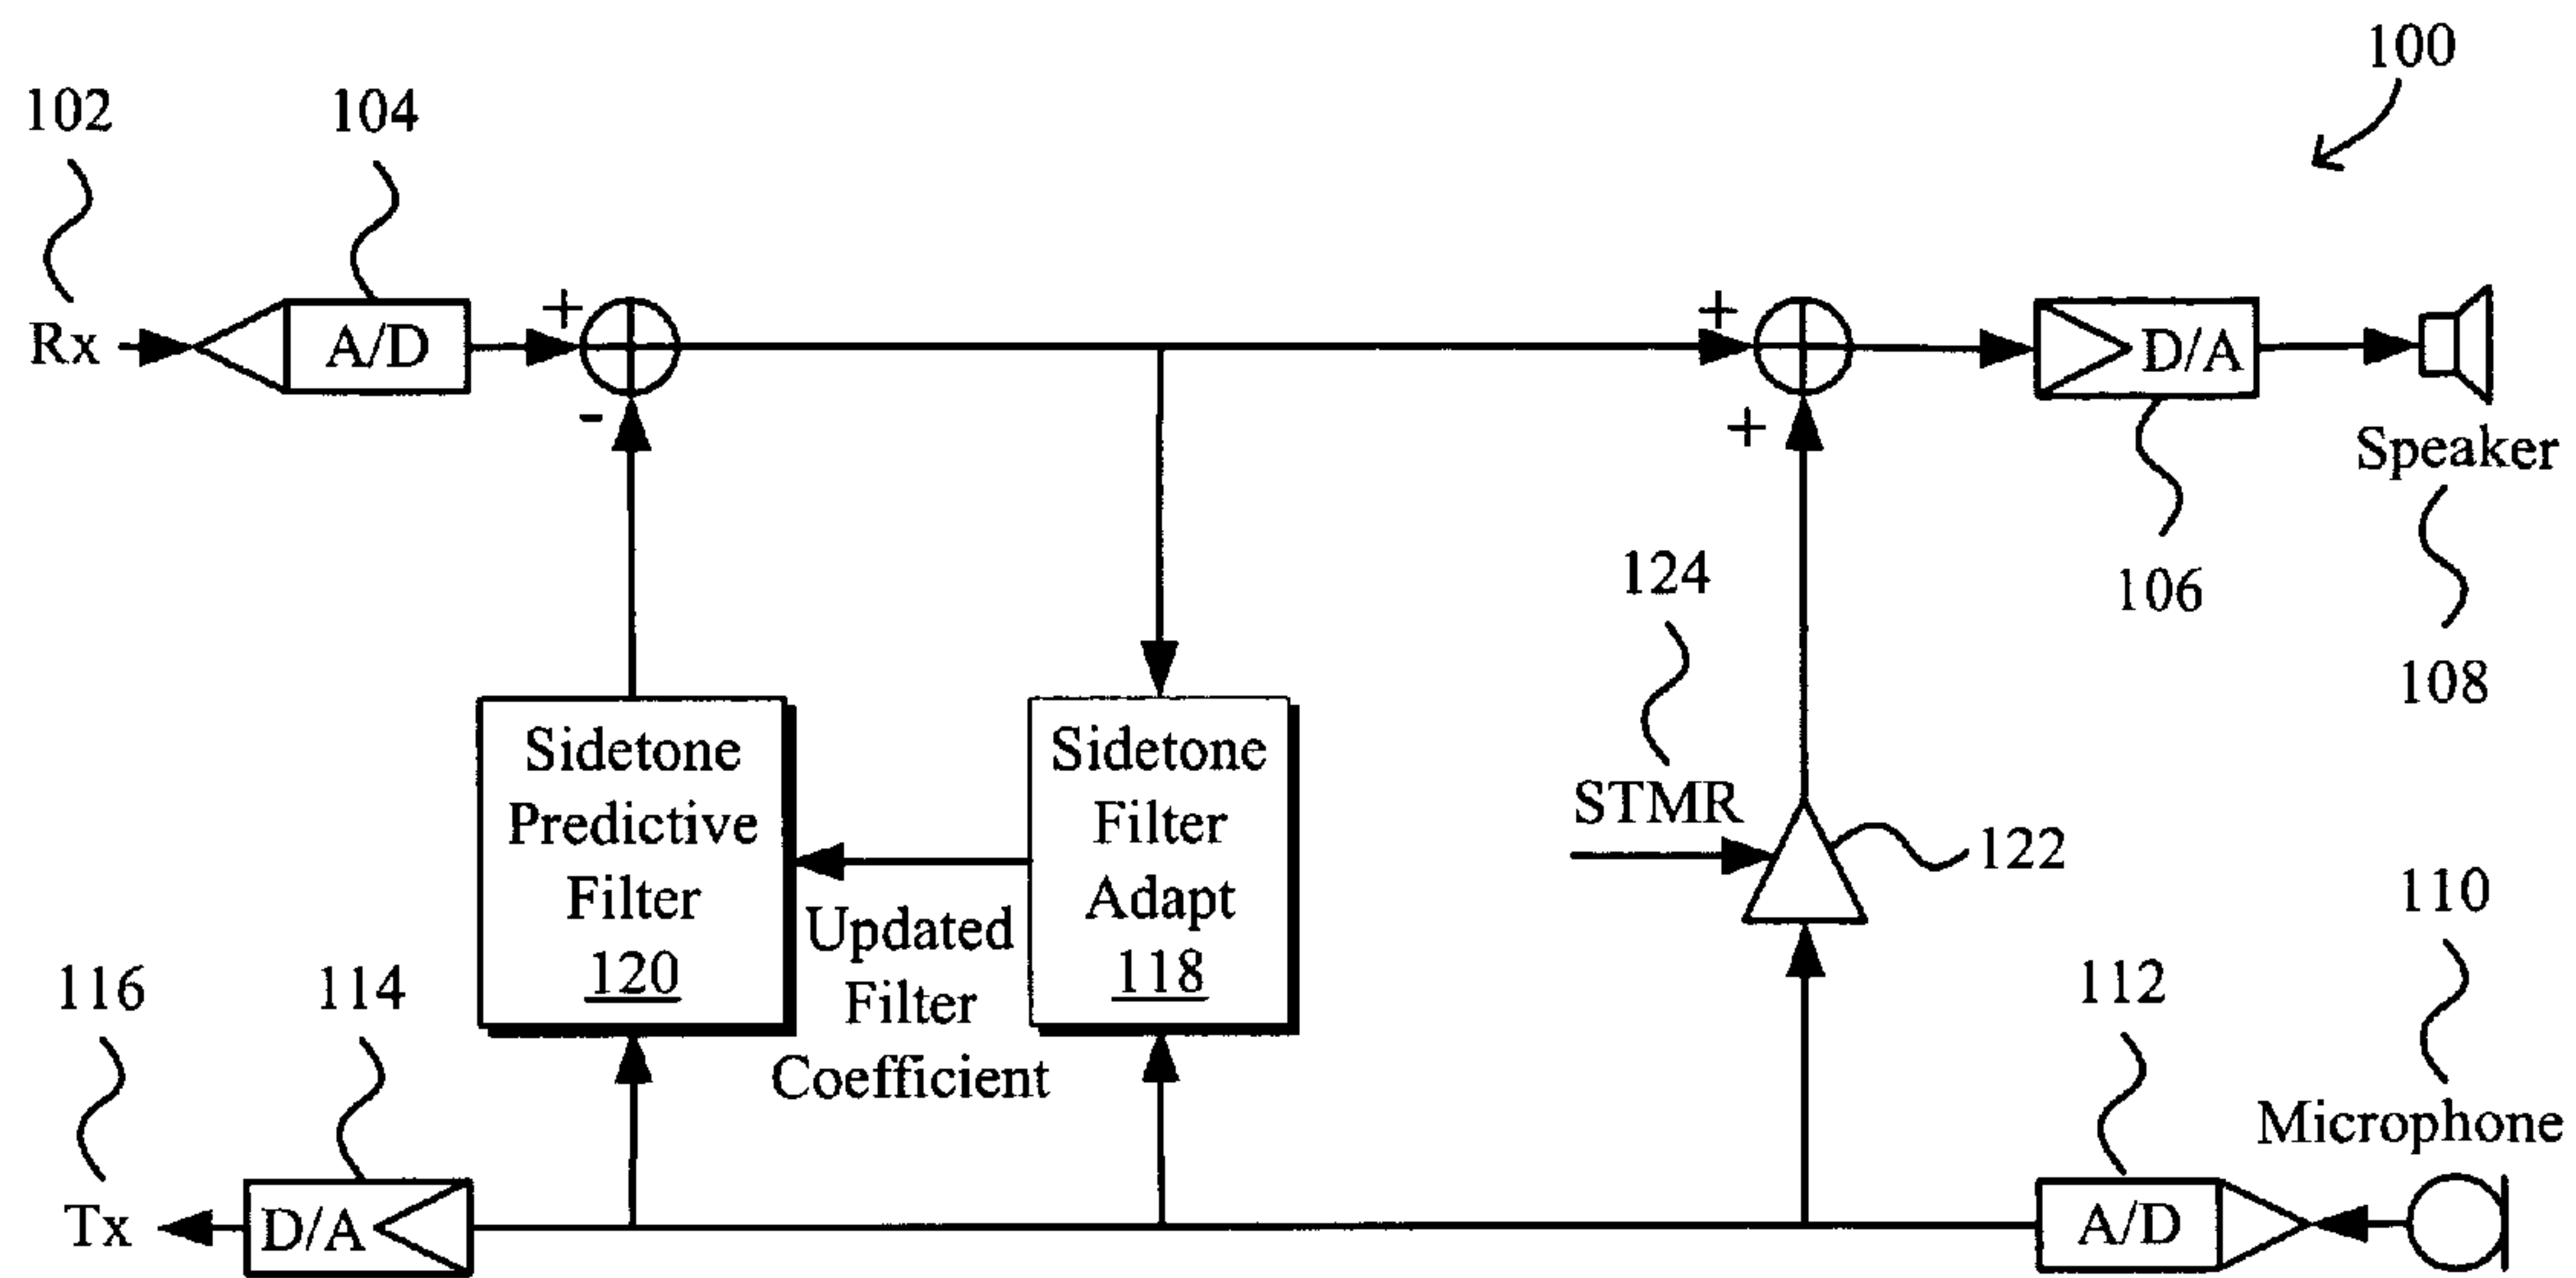 100
102
104
Rx
+
A/D
-
+
+
D/A
Speaker
106
108
124
STMR
122
Sidetone
Predictive
Filter
120
Updated
Filter
Coefficient
Sidetone
Filter
Adapt
118
110
Microphone
112
A/D
116
114
Tx
D/A